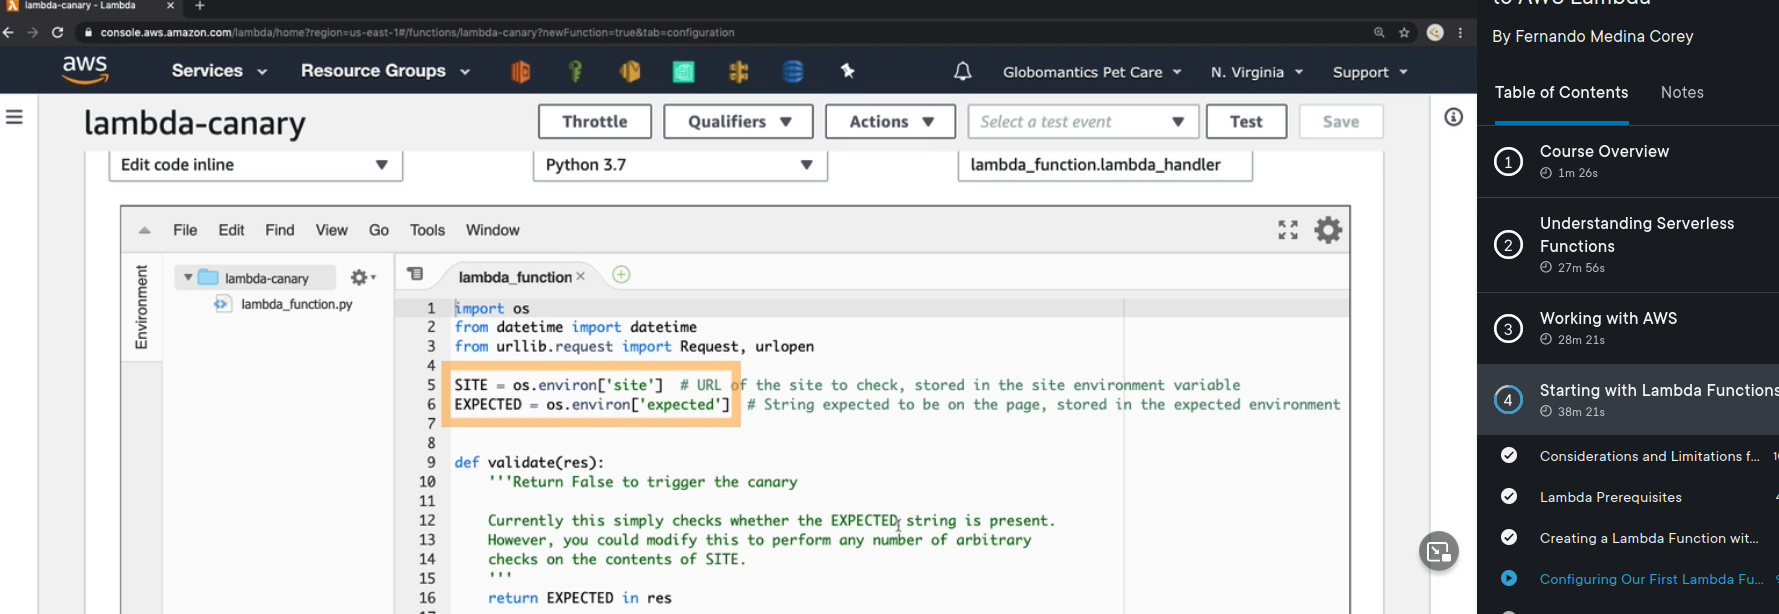 lambda-canary - Lambda
console.aws.amazon.com/lambda/home?region=us-east-1#/functions/lambda-canary?newFunction=true&tab=configuration
aws
Services
Resource Groups
Globomantics Pet Care
N. Virginia
Support
lambda-canary
Throttle
Qualifiers
Actions
Select a test event
Test
Save
Edit code inline
Python 3.7
lambda_function.lambda_handler
File Edit Find View Go Tools Window
Environment
lambda-canary
lambda_function.py
lambda_function
1 import os
2 from datetime import datetime
3 from urllib.request import Request, urlopen
4
5 SITE = os.environ['site']  # URL of the site to check, stored in the site environment variable
6 EXPECTED = os.environ['expected']  # String expected to be on the page, stored in the expected environment
7
8
9 def validate(res):
10     '''Return False to trigger the canary
11
12     Currently this simply checks whether the EXPECTED string is present.
13     However, you could modify this to perform any number of arbitrary
14     checks on the contents of SITE.
15     '''
16     return EXPECTED in res
to AWS Lambda
By Fernando Medina Corey
Table of Contents
Notes
1
Course Overview
1m 26s
2
Understanding Serverless
Functions
27m 56s
3
Working with AWS
28m 21s
4
Starting with Lambda Functions
38m 21s
Considerations and Limitations f...
Lambda Prerequisites
Creating a Lambda Function wit...
Configuring Our First Lambda Fu...